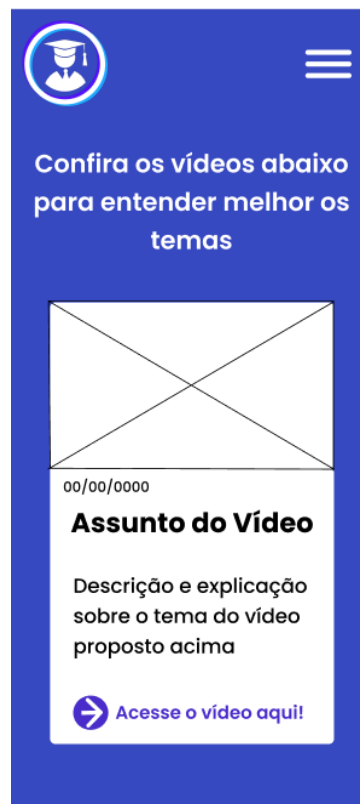 Confira os vídeos abaixo
para entender melhor os
temas
00/00/0000
Assunto do Vídeo
Descrição e explicação
sobre o tema do vídeo
proposto acima
Acesse o vídeo aqui!